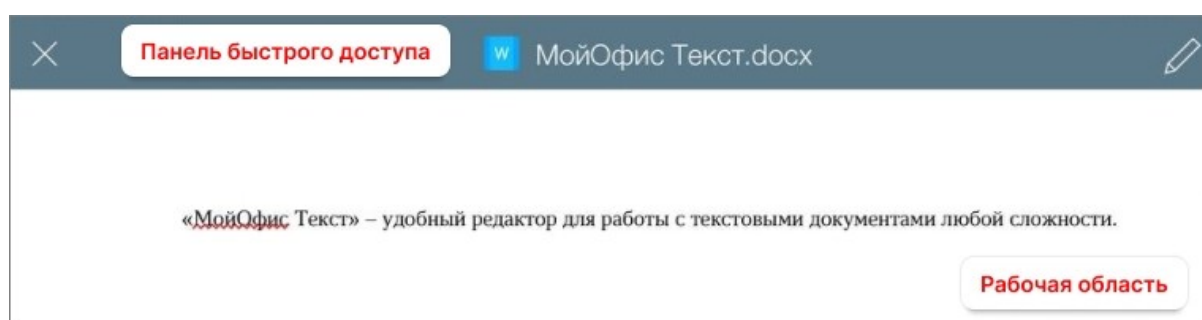 Панель быстрого доступа
W МойОфис Текст.docx
«МойОфис Текст» – удобный редактор для работы с текстовыми документами любой сложности.
Рабочая область